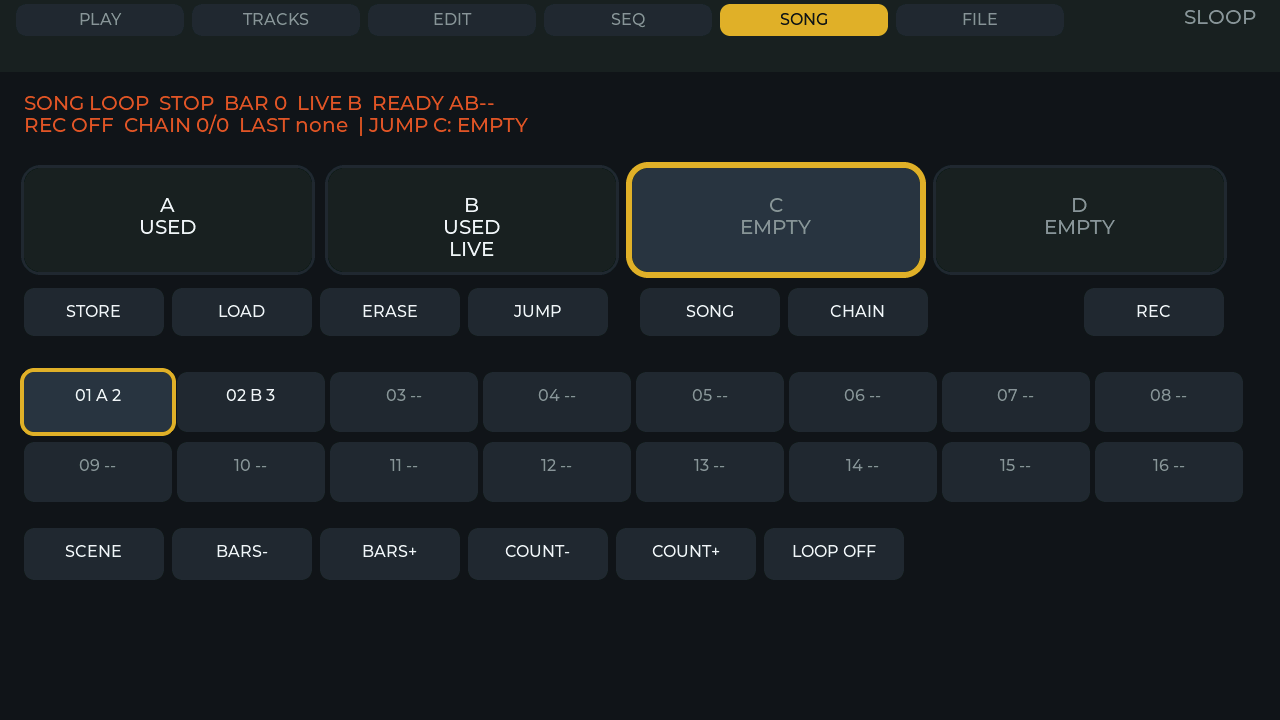 PLAY TRACKS EDIT SEQ SONG FILE SLOOP
SONG LOOP STOP BAR 0 LIVE B READY AB--
REC OFF CHAIN 0/0 LAST none | JUMP C: EMPTY
A
USED
B
USED
LIVE
C
EMPTY
D
EMPTY
STORE LOAD ERASE JUMP SONG CHAIN REC
01 A 2 02 B 3 03 -- 04 -- 05 -- 06 -- 07 -- 08 --
09 -- 10 -- 11 -- 12 -- 13 -- 14 -- 15 -- 16 --
SCENE BARS- BARS+ COUNT- COUNT+ LOOP OFF